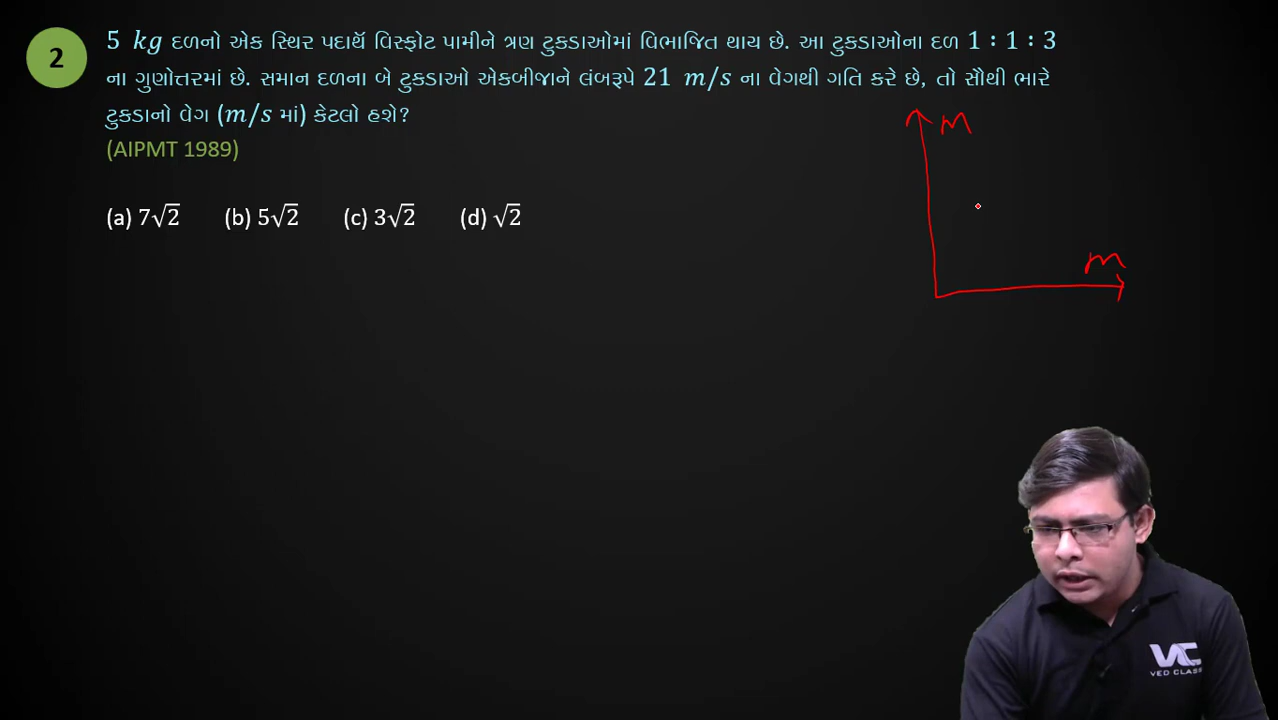 2
5 kg દળનો એક સ્થિર પદાર્થ વિસ્ફોટ પામીને ત્રણ ટુકડાઓમાં વિભાજિત થાય છે. આ ટુકડાઓના દળ 1 : 1 : 3
ના ગુણોત્તરમાં છે. સમાન દળના બે ટુકડાઓ એકબીજાને લંબરૂપે 21 m/s ના વેગથી ગતિ કરે છે, તો સૌથી ભારે
ટુકડાનો વેગ (m/s માં) કેટલો હશે?
(AIPMT 1989)
(a) 7√2 (b) 5√2 (c) 3√2 (d) √2
m
m
VC
VED CLASS